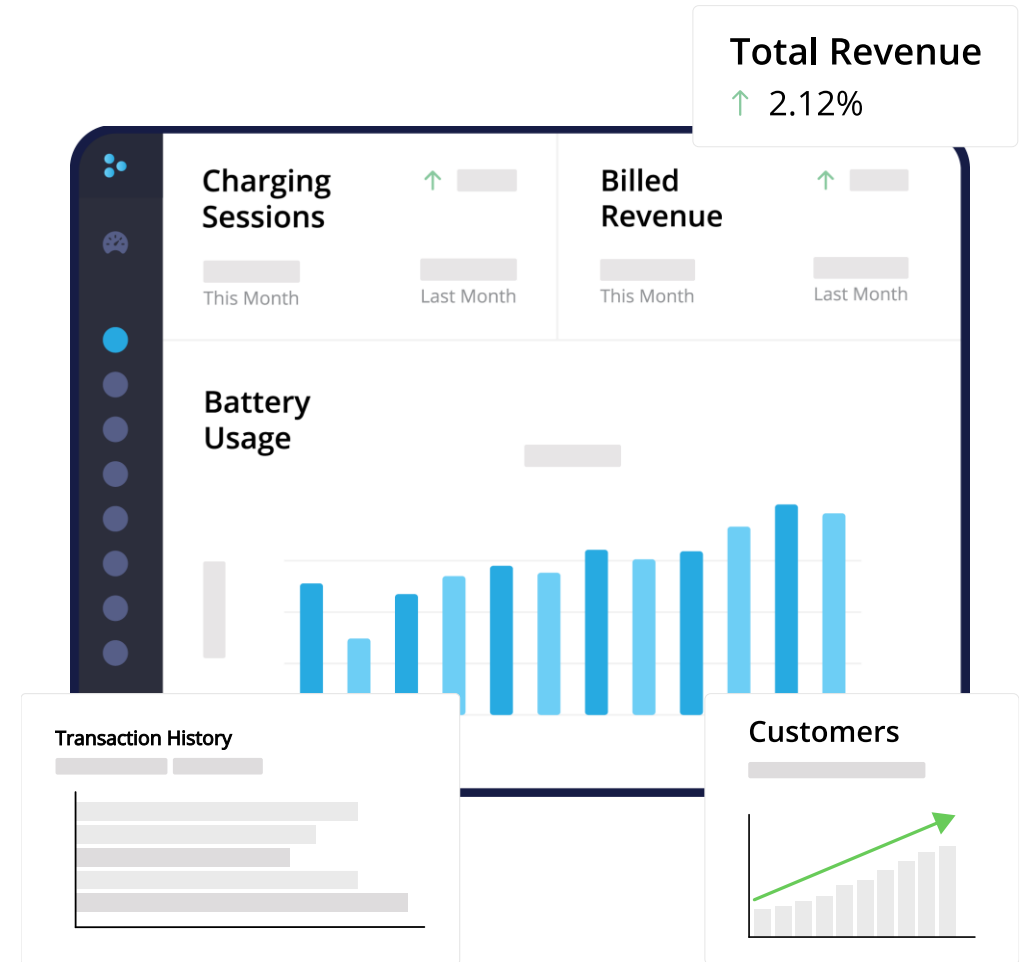 Total Revenue
↑ 2.12%
Charging
Sessions
This Month
Last Month
Billed
Revenue
This Month
Last Month
Battery
Usage
Transaction History
Customers